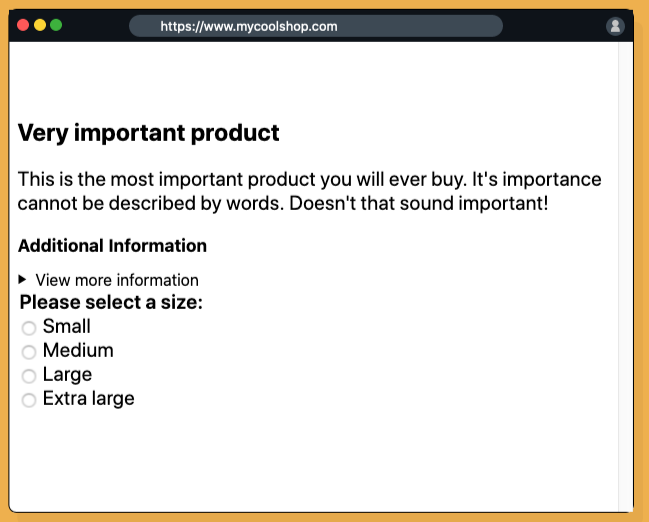 https://www.mycoolshop.com
Very important product
This is the most important product you will ever buy. It's importance
cannot be described by words. Doesn't that sound important!
Additional Information
View more information
Please select a size:
Small
Medium
Large
Extra large